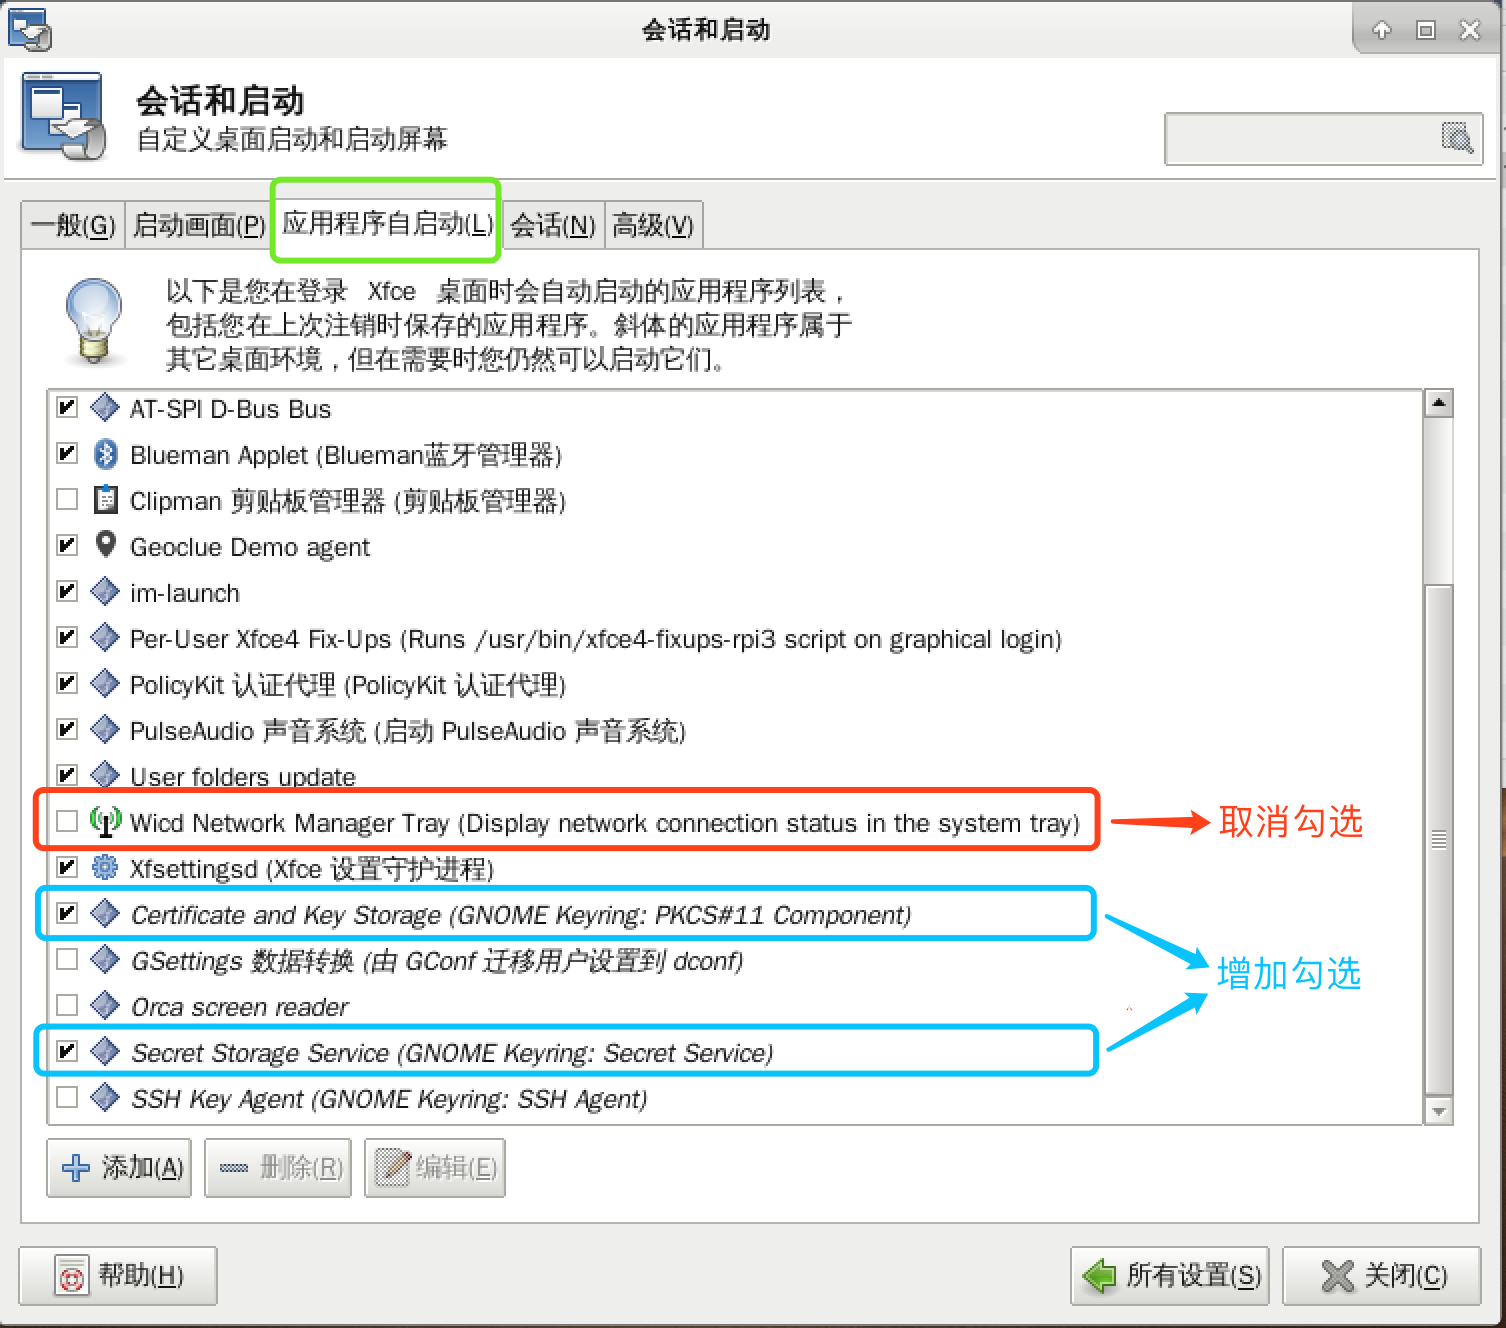 会话和启动
会话和启动
自定义桌面启动和启动屏幕
一般(G) 启动画面(P) 应用程序自启动(L) 会话(N) 高级(V)
以下是您在登录 Xfce 桌面时会自动启动的应用程序列表，
包括您在上次注销时保存的应用程序。斜体的应用程序属于
其它桌面环境，但在需要时您仍然可以启动它们。
AT-SPI D-Bus Bus
Blueman Applet (Blueman蓝牙管理器)
Clipman 剪贴板管理器 (剪贴板管理器)
Geoclue Demo agent
im-launch
Per-User Xfce4 Fix-Ups (Runs /usr/bin/xfce4-fixups-rpi3 script on graphical login)
PolicyKit 认证代理 (PolicyKit 认证代理)
PulseAudio 声音系统 (启动 PulseAudio 声音系统)
User folders update
Wicd Network Manager Tray (Display network connection status in the system tray)
取消勾选
Xfsettingsd (Xfce 设置守护进程)
Certificate and Key Storage (GNOME Keyring: PKCS#11 Component)
GSettings 数据转换 (由 GConf 迁移用户设置到 dconf)
增加勾选
Orca screen reader
Secret Storage Service (GNOME Keyring: Secret Service)
SSH Key Agent (GNOME Keyring: SSH Agent)
添加(A) 删除(R) 编辑(E)
帮助(H) 所有设置(S) 关闭(C)